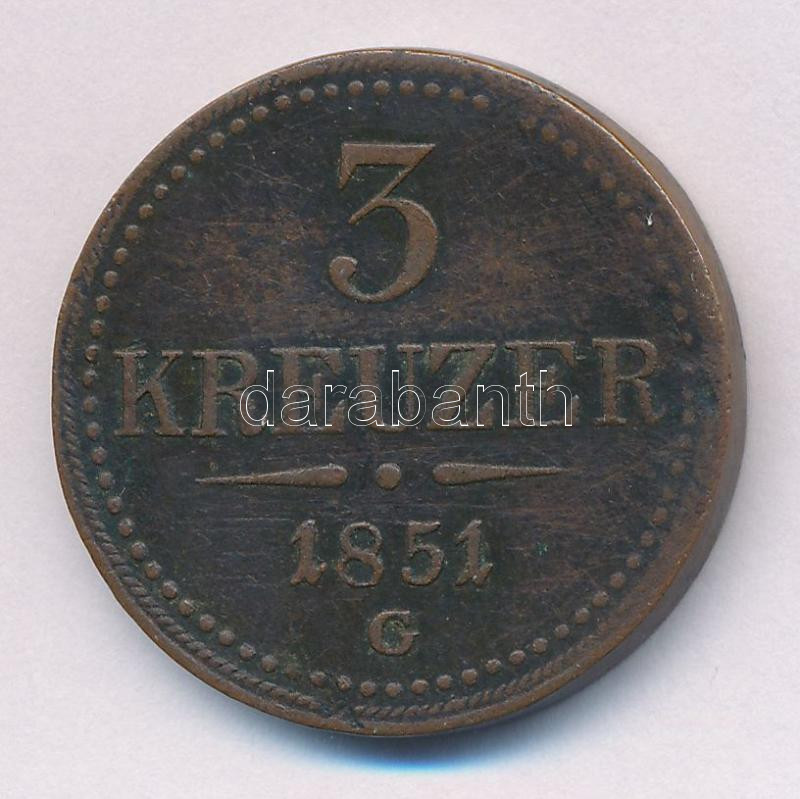 3
KREUZER
darabanth
1851
G